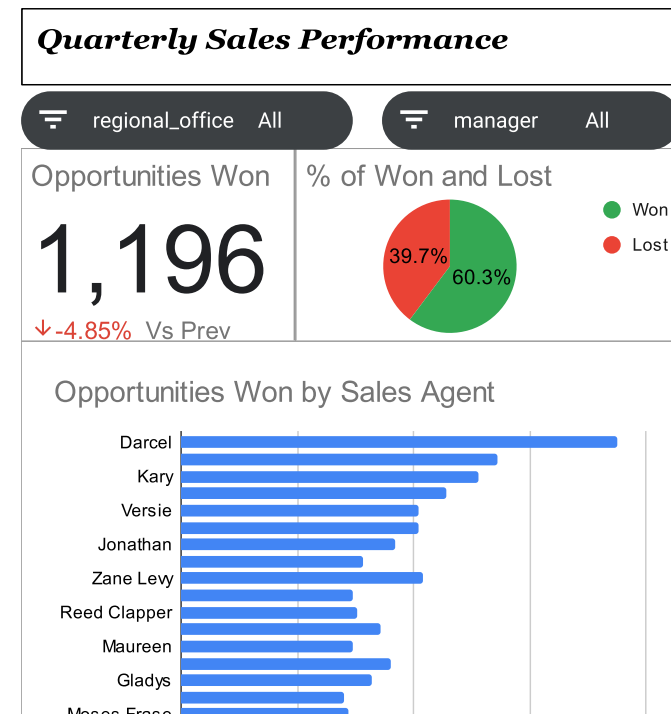 Quarterly Sales Performance
regional_office All
manager All
Opportunities Won
1,196
-4.85% Vs Prev
% of Won and Lost
39.7%
60.3%
Won
Lost
Opportunities Won by Sales Agent
Darcel
Kary
Versie
Jonathan
Zane Levy
Reed Clapper
Maureen
Gladys
Moses Frase